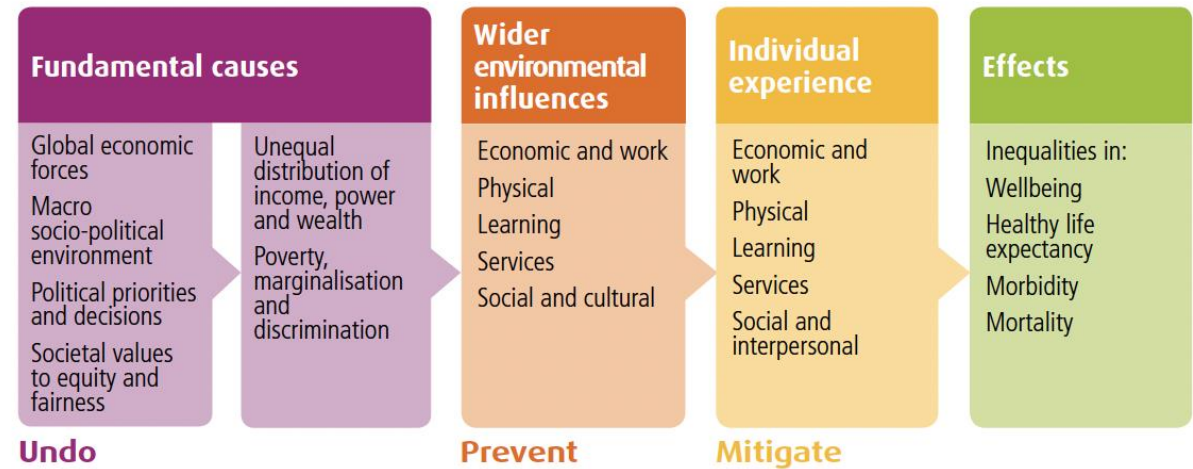 Fundamental causes
Global economic
forces
Macro
socio-political
environment
Political priorities
and decisions
Societal values
to equity and
fairness
Unequal
distribution of
income, power
and wealth
Poverty,
marginalisation
and
discrimination
Undo
Wider
environmental
influences
Economic and work
Physical
Learning
Services
Social and cultural
Prevent
Individual
experience
Economic and
work
Physical
Learning
Services
Social and
interpersonal
Mitigate
Effects
Inequalities in:
Wellbeing
Healthy life
expectancy
Morbidity
Mortality